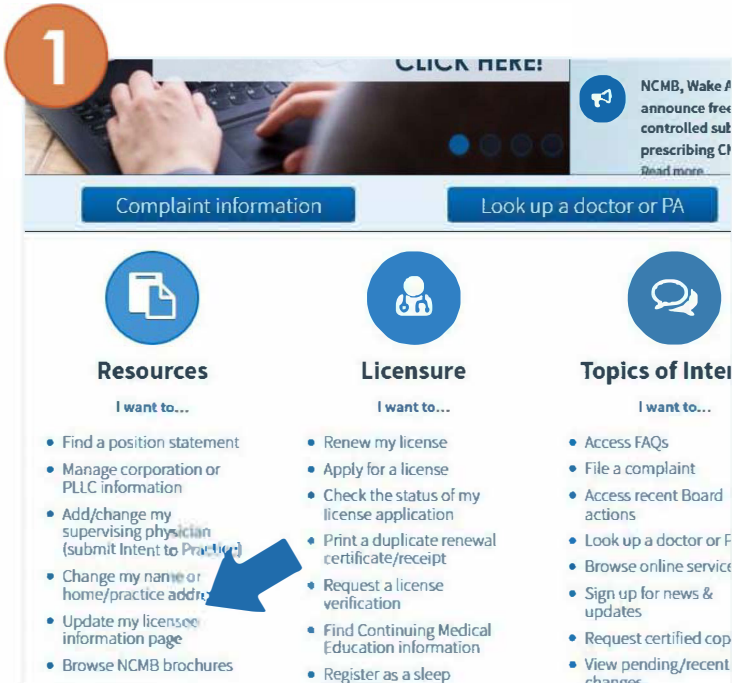 1
CLICK HERE!
NCMB, Wake A
announce free
controlled sub
prescribing
Read more
Complaint information
Look up a doctor or PA
Resources
I want to...
• Find a position statement
• Manage corporation or
PLLC information
• Add/change my
supervising physician
(submit Intent to Practice)
• Change my name or
home/practice
• Update my licensee
information page
• Browse NCMB brochures
Licensure
I want to...
• Renew my license
• Apply for a license
• Check the status of my
license application
• Print a duplicate renewal
certificate/receipt
• Request a license
verification
• Find Continuing Medical
Education information
• Register as a sleep
Topics of Inter
I want to...
• Access FAQs
• File a complaint
• Access recent Board
actions
• Look up a doctor or
• Browse online service
• Sign up for news &
updates
• Request certified cop
• View pending/recent
changes